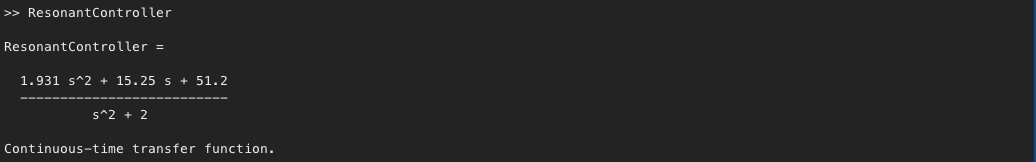 >> ResonantController
ResonantController =
1.931 s^2 + 15.25 s + 51.2
--------------------------
s^2 + 2
Continuous-time transfer function.